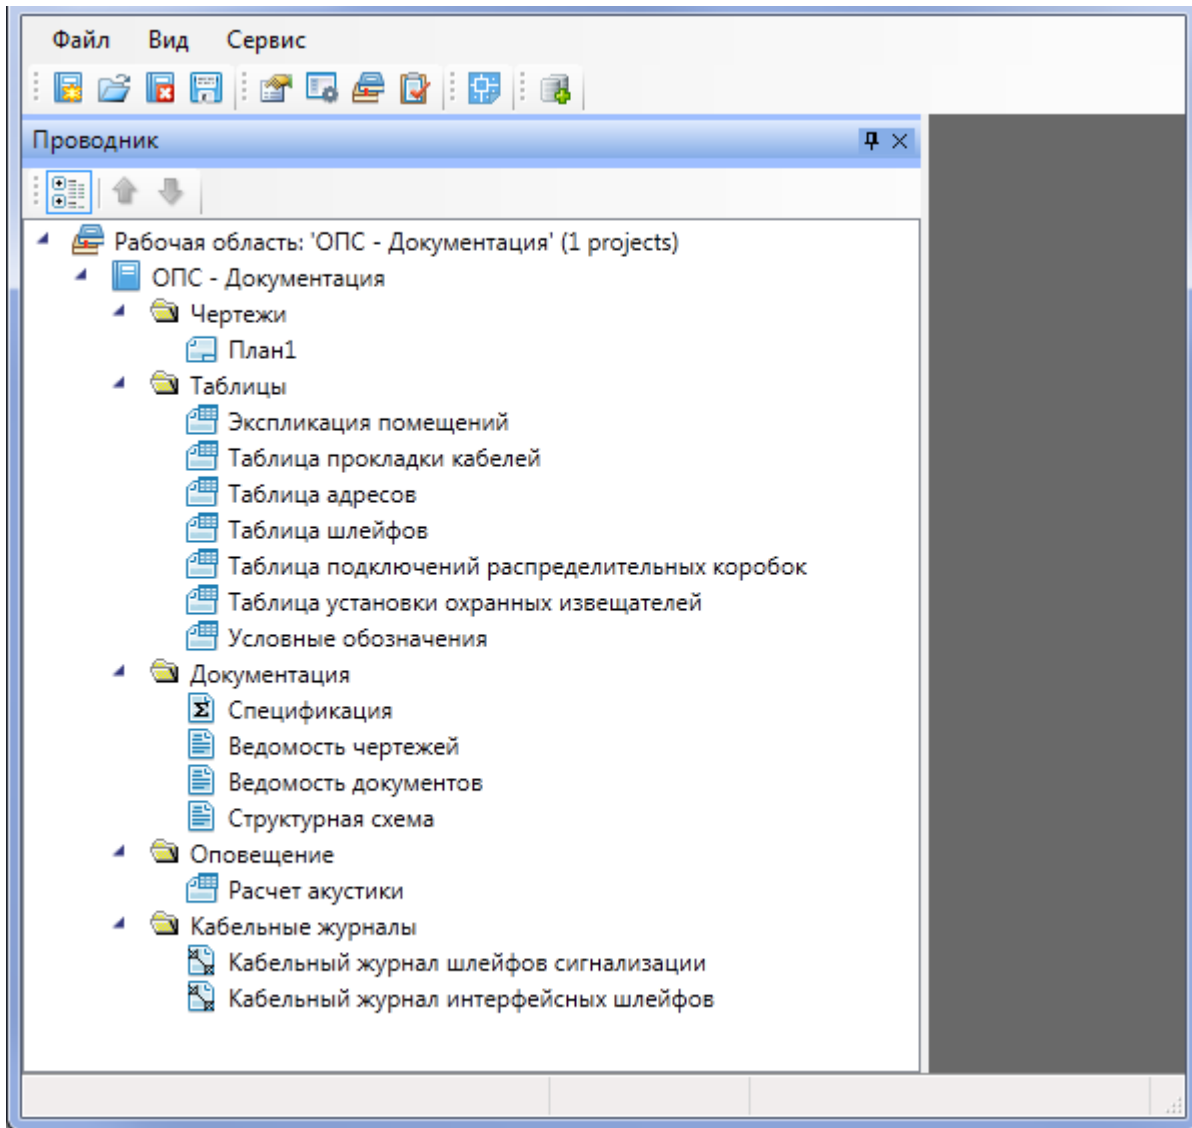 Файл Вид Сервис
Проводник
Рабочая область: 'ОПС - Документация' (1 projects)
ОПС - Документация
Чертежи
План1
Таблицы
Экспликация помещений
Таблица прокладки кабелей
Таблица адресов
Таблица шлейфов
Таблица подключений распределительных коробок
Таблица установки охранных извещателей
Условные обозначения
Документация
Спецификация
Ведомость чертежей
Ведомость документов
Структурная схема
Оповещение
Расчет акустики
Кабельные журналы
Кабельный журнал шлейфов сигнализации
Кабельный журнал интерфейсных шлейфов